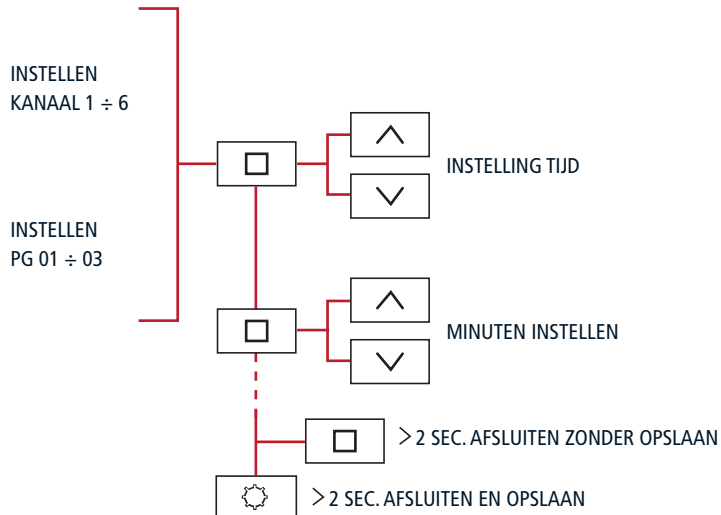 INSTELLEN
KANAAL 1 ÷ 6
INSTELLING TIJD
INSTELLEN
PG 01 ÷ 03
MINUTEN INSTELLEN
>2 SEC. AFSLUITEN ZONDER OPSLAAN
>2 SEC. AFSLUITEN EN OPSLAAN